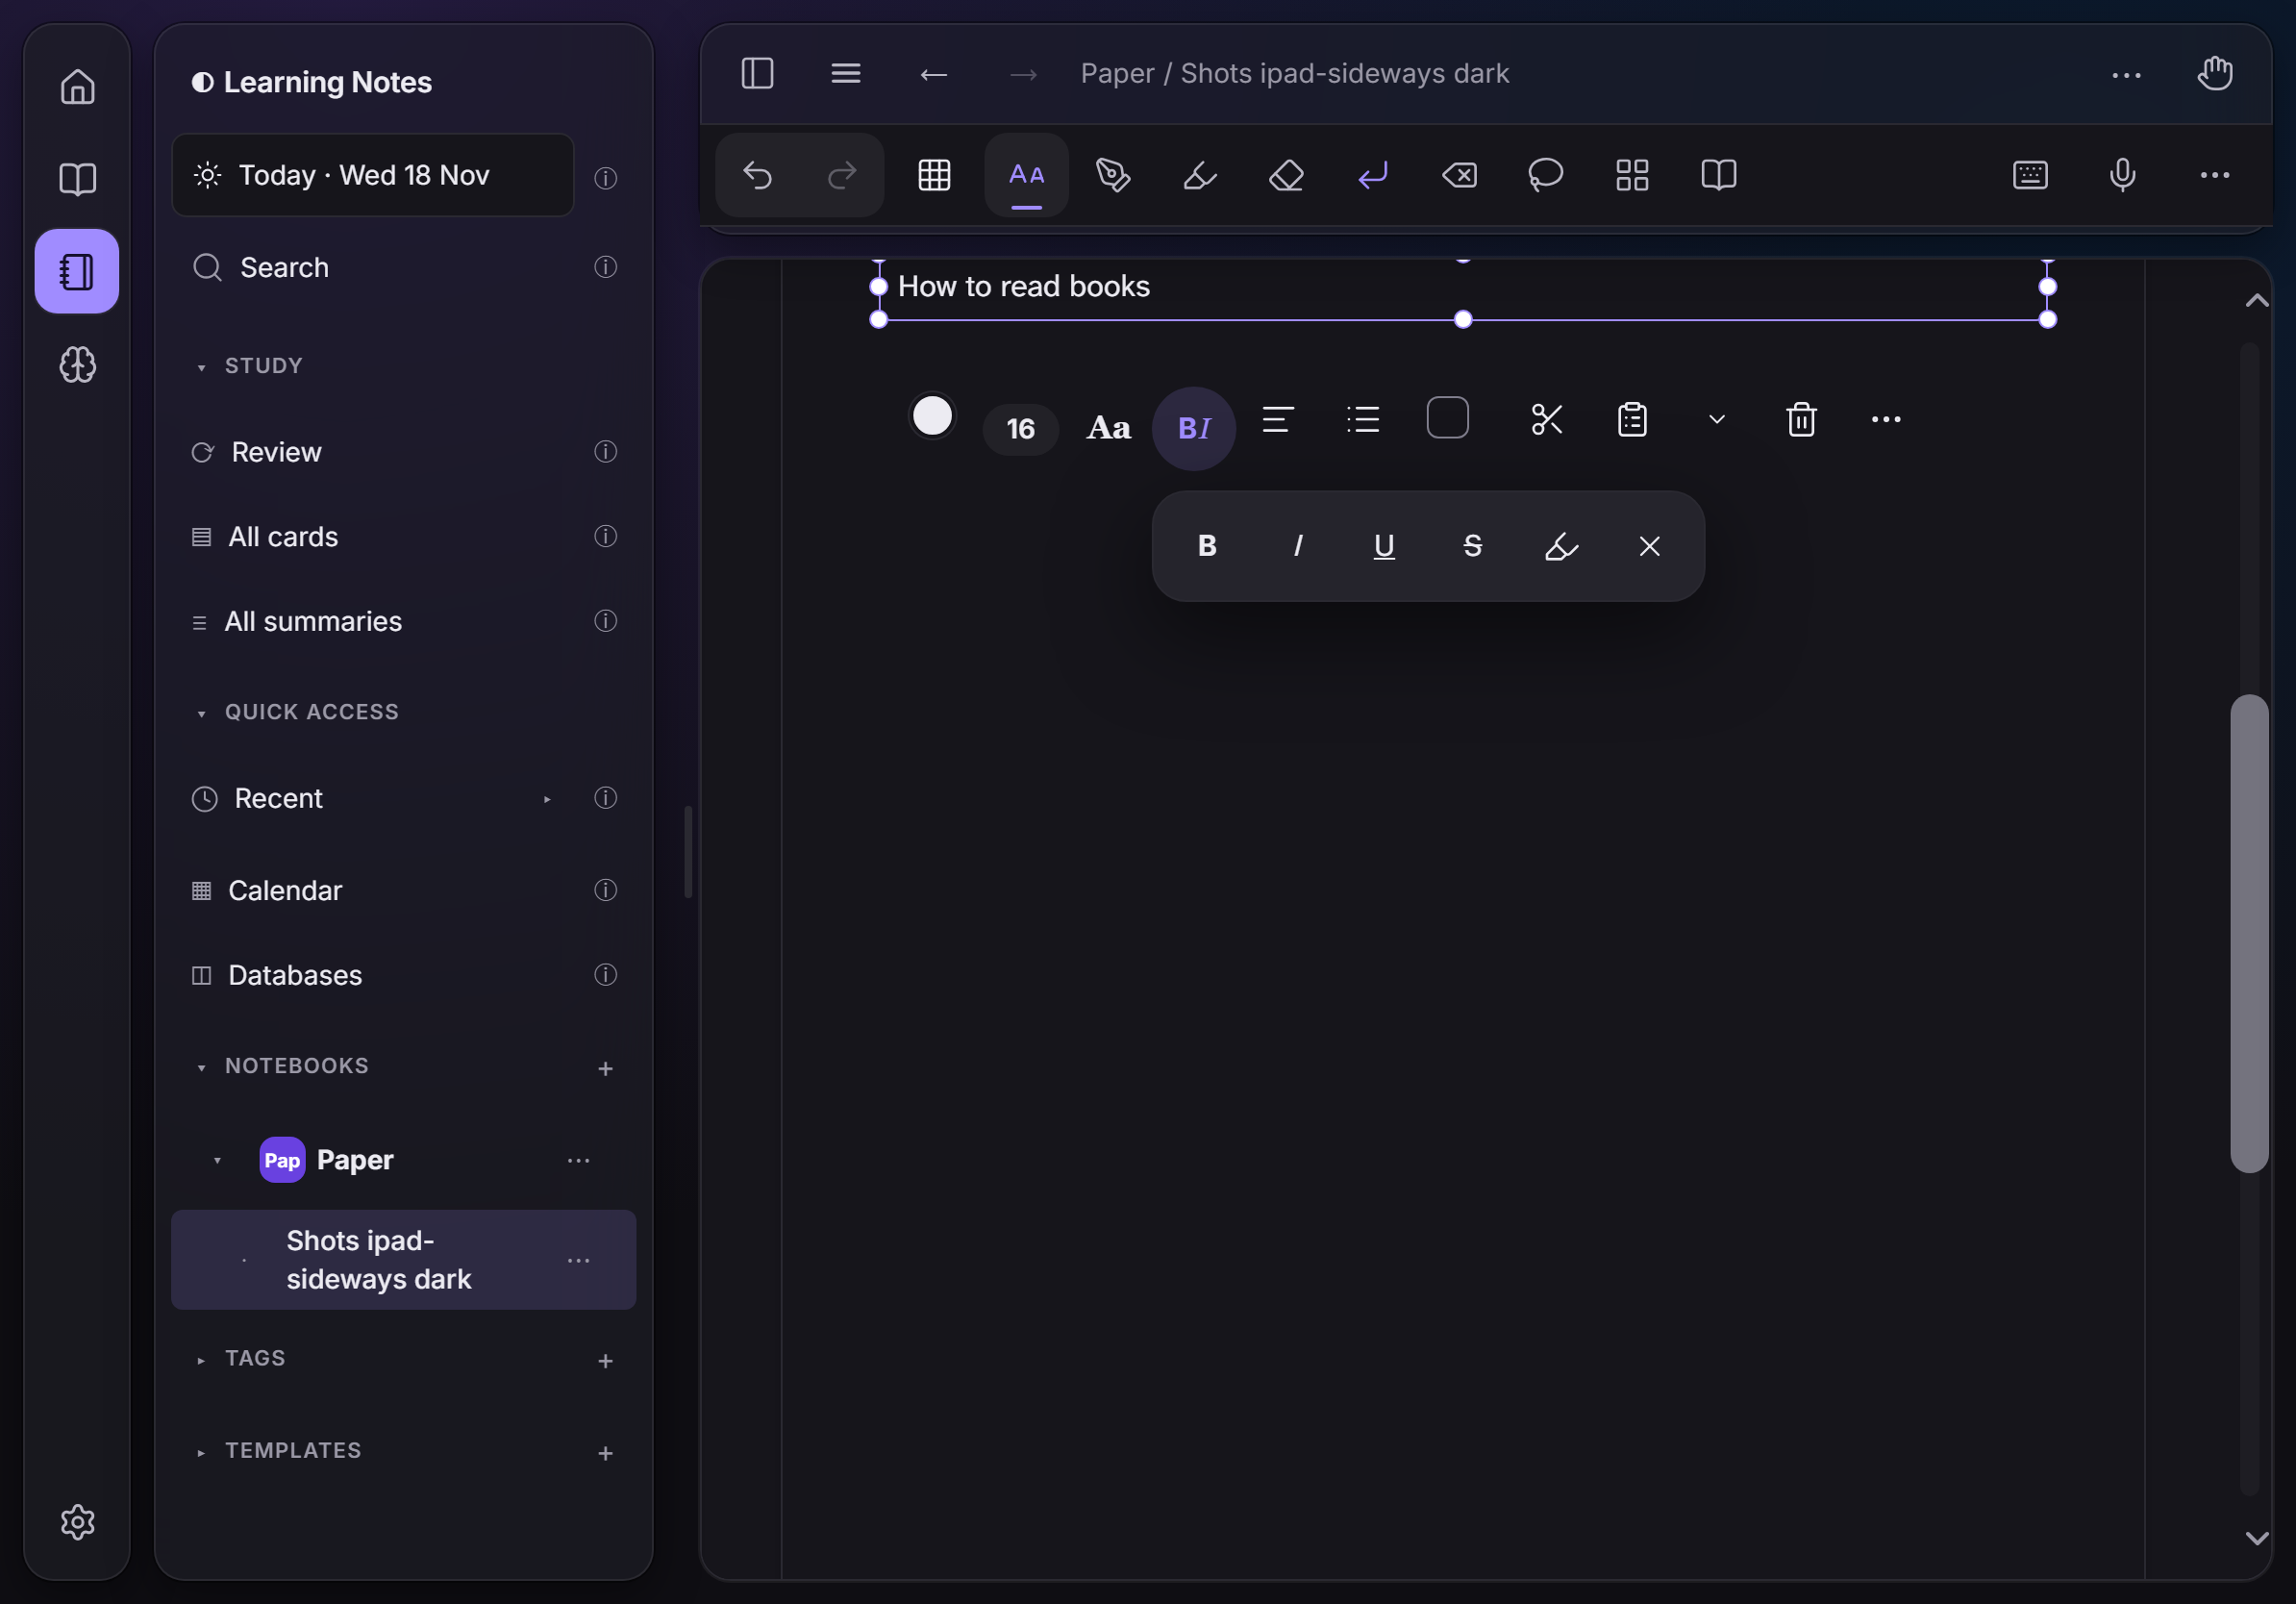 Learning Notes
Today · Wed 18 Nov
Search
STUDY
Review
All cards
All summaries
QUICK ACCESS
Recent
Calendar
Databases
NOTEBOOKS
Pap Paper
Shots ipad-
sideways dark
TAGS
TEMPLATES
Paper / Shots ipad-sideways dark
AA
How to read books
16 Aa BI
B I U S